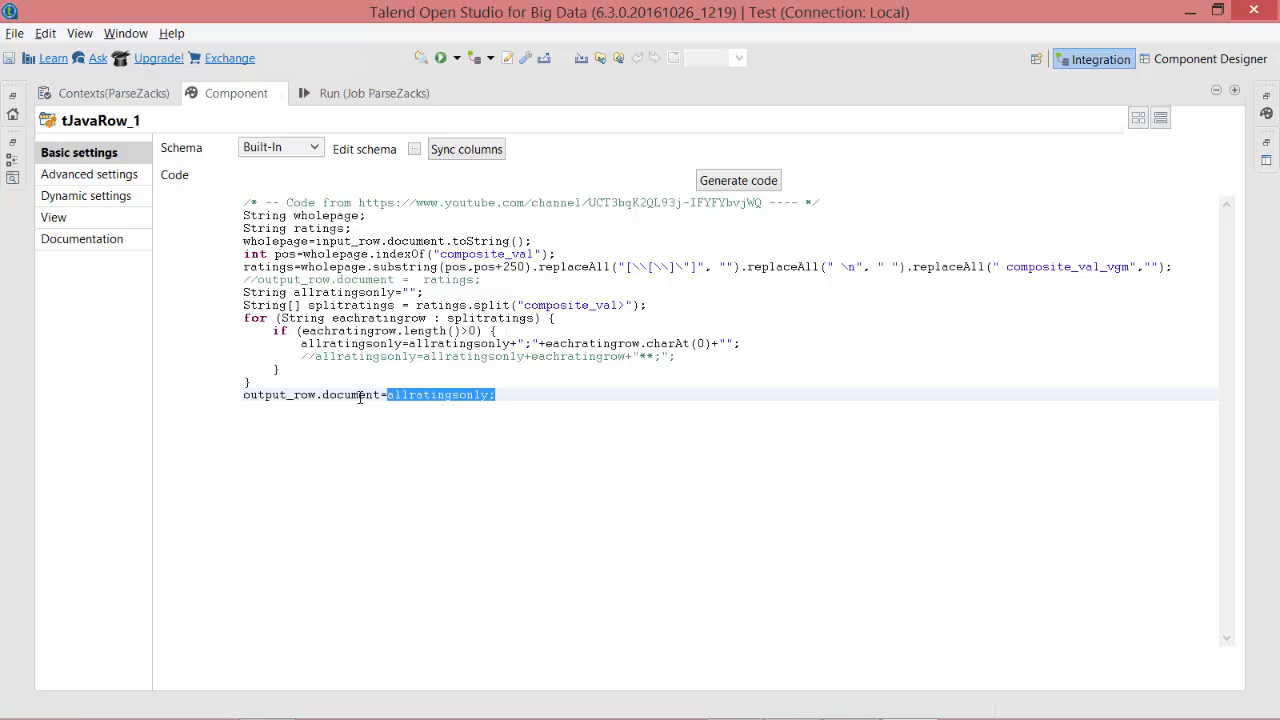 Talend Open Studio for Big Data (6.3.0.20161026_1219) | Test (Connection: Local)
File Edit View Window Help
Learn Ask Upgrade! Exchange Integration Component Designer
Contexts(ParseZacks) Component Run (Job ParseZacks)
tJavaRow_1
Basic settings
Advanced settings
Dynamic settings
View
Documentation
Schema Built-In Edit schema ... Sync columns
Code
Generate code
/* -- Code from https://www.youtube.com/channel/UCT3bqK2QL93j-IFYFYbvjWQ ---- */
String wholepage;
String ratings;
wholepage=input_row.document.toString();
int pos=wholepage.indexOf("composite_val");
ratings=wholepage.substring(pos,pos+250).replaceAll("[\\[\\]\"]", "").replaceAll(" \n", " ").replaceAll(" composite_val_vgm","");
//output_row.document =  ratings;
String allratingsonly="";
String[] splitratings = ratings.split("composite_val>");
for (String eachratingrow : splitratings) {
if (eachratingrow.length()>0) {
allratingsonly=allratingsonly+";"+eachratingrow.charAt(0)+"";
//allratingsonly=allratingsonly+eachratingrow+"**;";
}
}
output_row.document=allratingsonly;